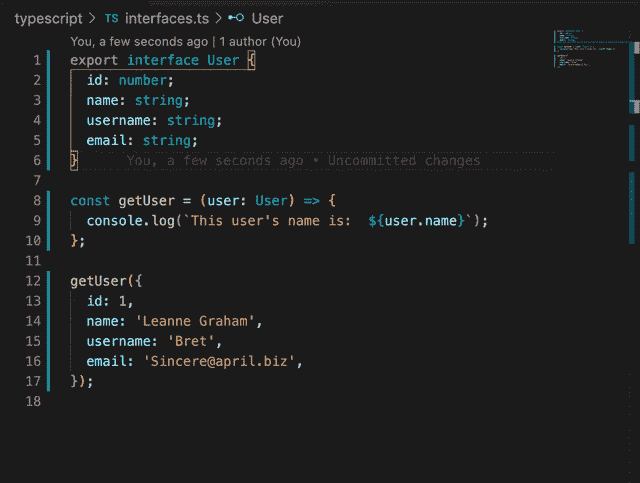 typescript > TS interfaces.ts > User
You, a few seconds ago | 1 author (You)
1 export interface User {
2 id: number;
3 name: string;
4 username: string;
5 email: string;
6 } You, a few seconds ago • Uncommitted changes
7
8 const getUser = (user: User) => {
9 console.log(`This user's name is:  ${user.name}`);
10 };
11
12 getUser({
13 id: 1,
14 name: 'Leanne Graham',
15 username: 'Bret',
16 email: 'Sincere@april.biz',
17 });
18